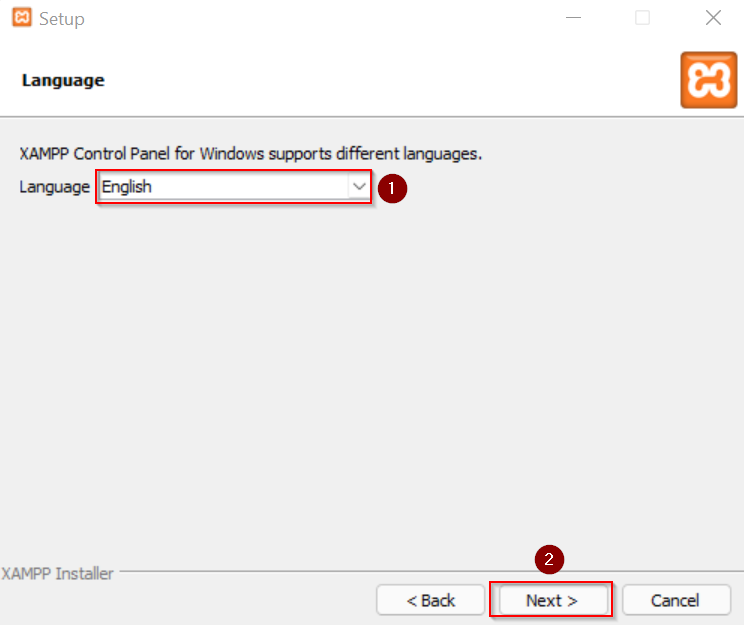 Setup
Language
XAMPP Control Panel for Windows supports different languages.
Language English 1
2
XAMPP Installer
< Back Next > Cancel